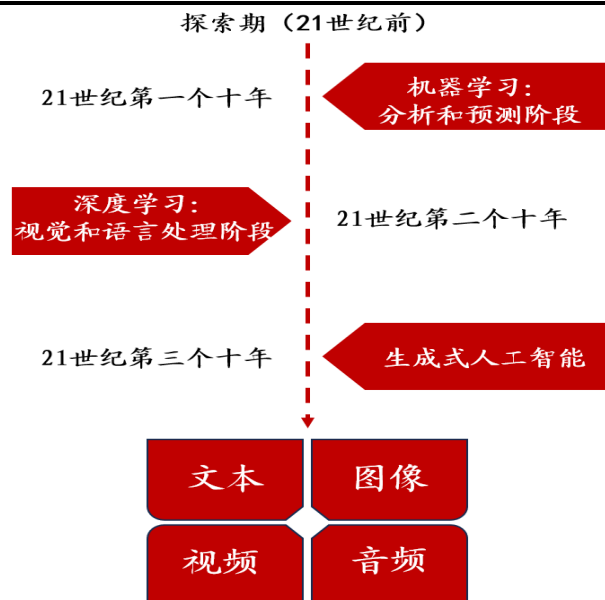 探索期（21世纪前）
21世纪第一个十年
机器学习:
分析和预测阶段
深度学习:
视觉和语言处理阶段
21世纪第二个十年
21世纪第三个十年
生成式人工智能
文本
图像
视频
音频